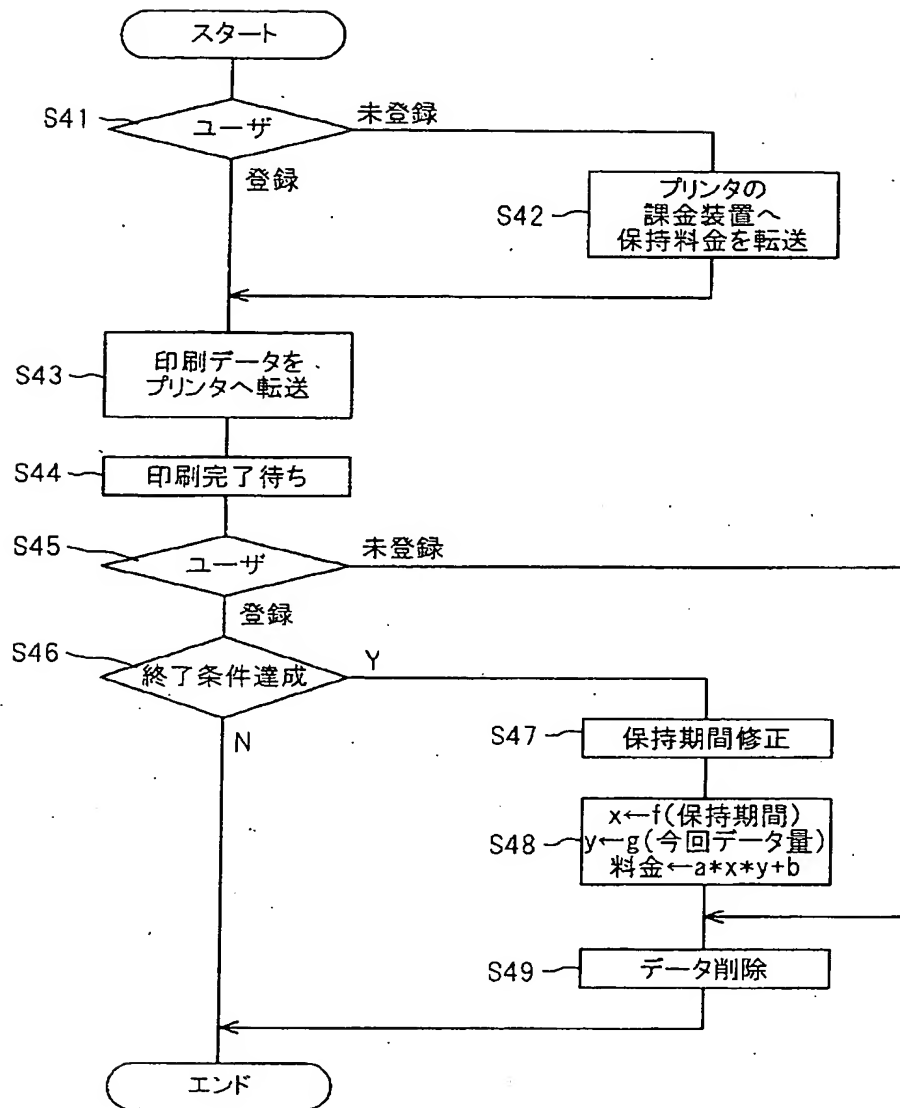 スタート
S41
ユーザ
未登録
登録
S42
プリンタの
課金装置へ
保持料金を転送
S43
印刷データを
プリンタへ転送
S44
印刷完了待ち
S45
ユーザ
未登録
登録
S46
終了条件達成
Y
N
S47
保持期間修正
S48
x←f(保持期間)
y←g(今回データ量)
料金←a*x*y+b
S49
データ削除
エンド